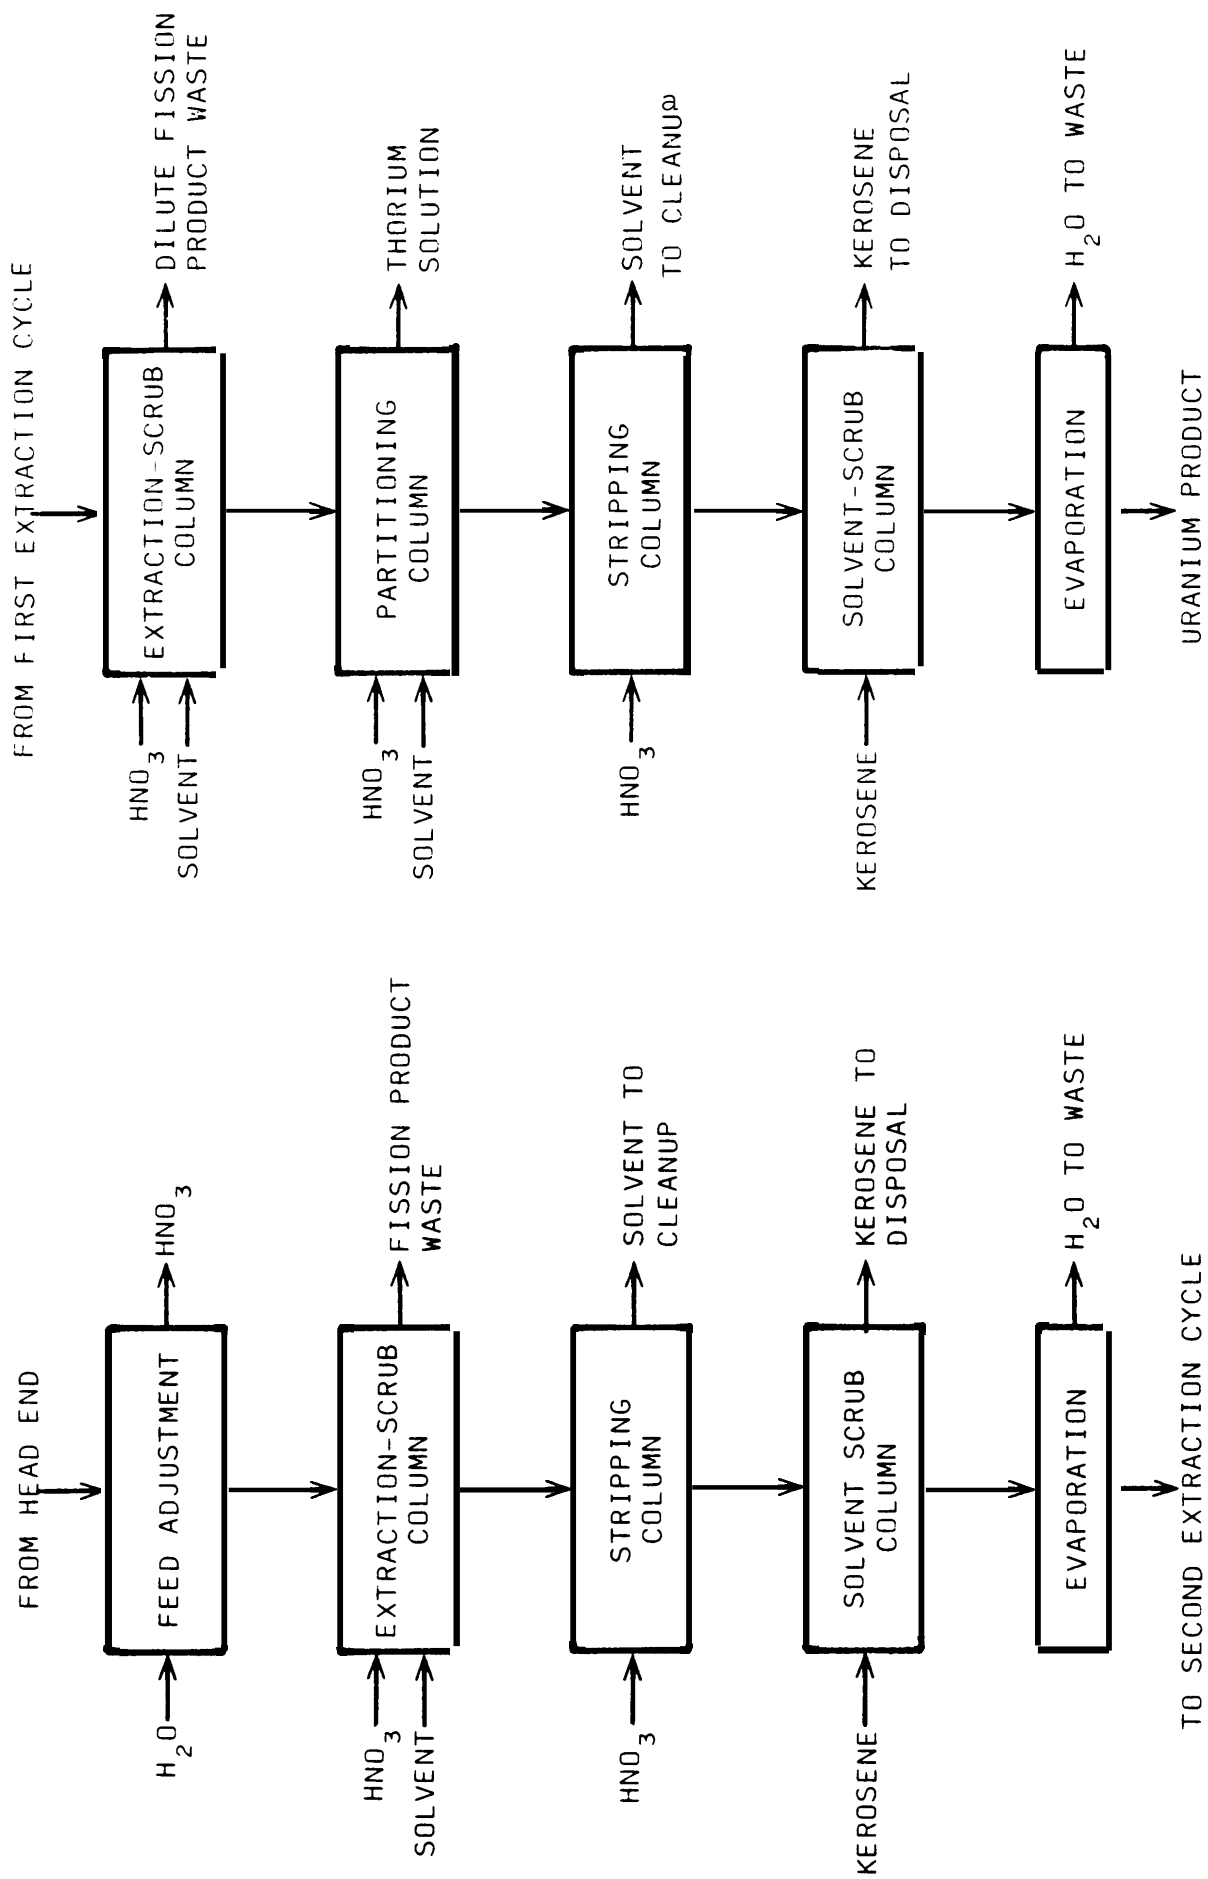 FROM HEAD END
H2O
FEED ADJUSTMENT
HNO3
HNO3
SOLVENT
EXTRACTION-SCRUB
COLUMN
FISSION PRODUCT
WASTE
HNO3
STRIPPING
COLUMN
SOLVENT TO
CLEANUP
KEROSENE
SOLVENT SCRUB
COLUMN
KEROSENE TO
DISPOSAL
EVAPORATION
H2O TO WASTE
TO SECOND EXTRACTION CYCLE
FROM FIRST EXTRACTION CYCLE
HNO3
SOLVENT
EXTRACTION-SCRUB
COLUMN
DILUTE FISSION
PRODUCT WASTE
HNO3
SOLVENT
PARTITIONING
COLUMN
THORIUM
SOLUTION
HNO3
STRIPPING
COLUMN
SOLVENT
TO CLEANUP
KEROSENE
SOLVENT-SCRUB
COLUMN
KEROSENE
TO DISPOSAL
EVAPORATION
H2O TO WASTE
URANIUM PRODUCT